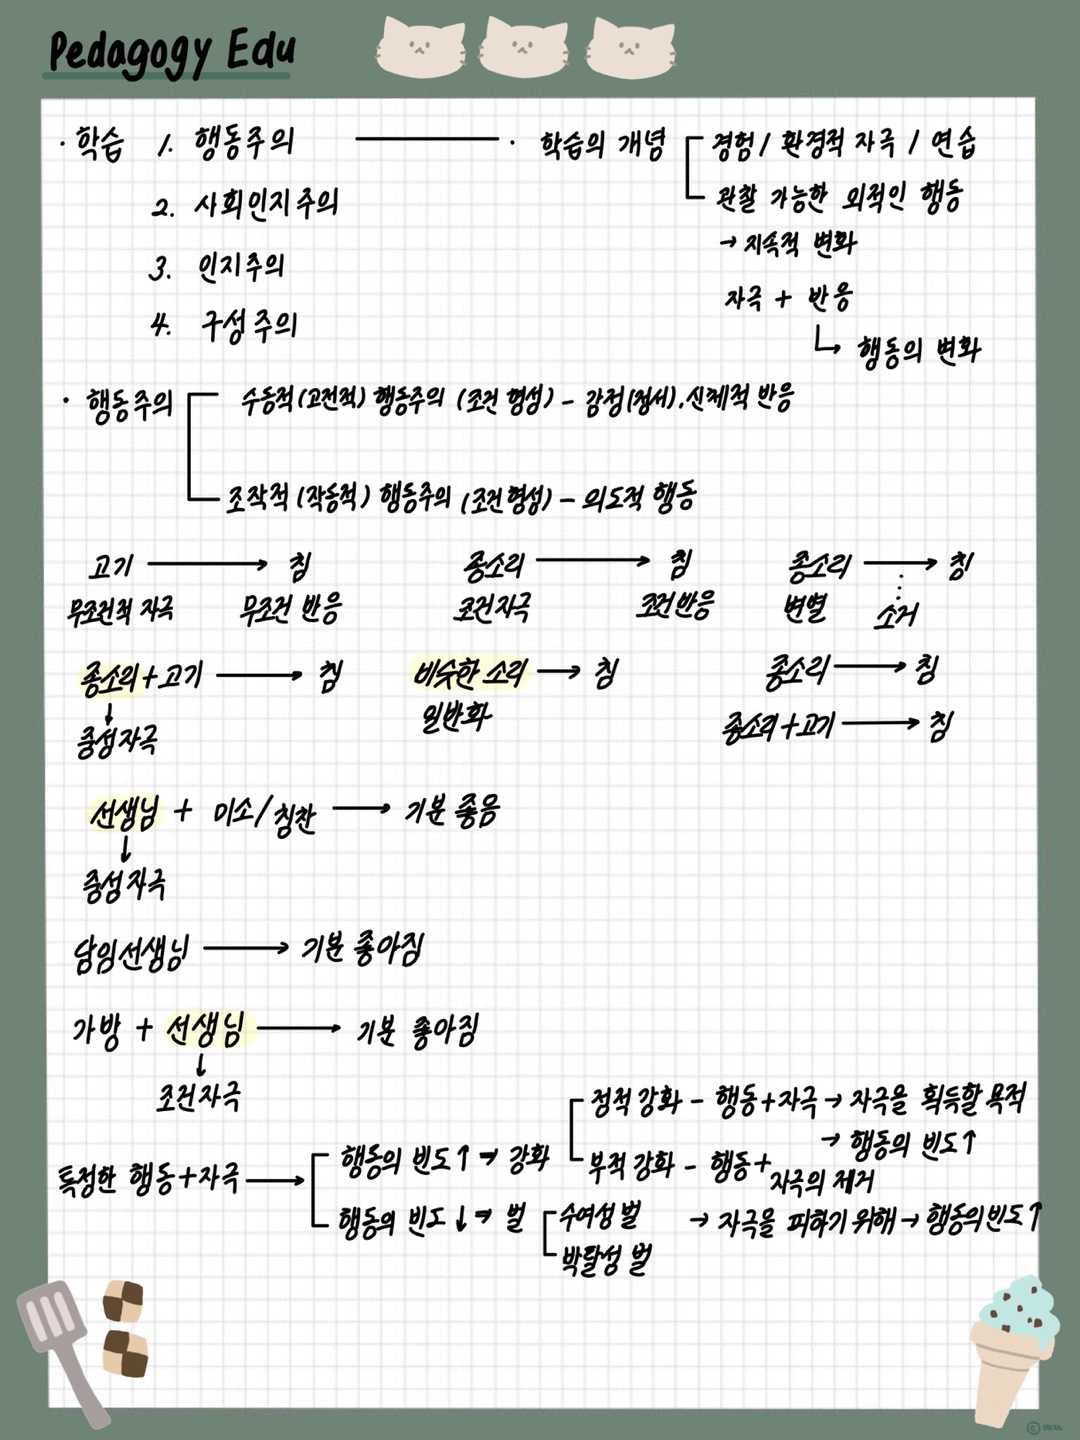 Pedagogy Edu
· 학습 1. 행동주의 · 학습의 개념 경험 / 환경적 자극 / 연습
2. 사회인지주의 관찰 가능한 외적인 행동
→ 지속적 변화
3. 인지주의
자극 + 반응
4. 구성주의
→ 행동의 변화
· 행동주의 수동적(고전적) 행동주의 (조건 형성) - 감정(정서), 신체적 반응
조작적 (작동적) 행동주의 (조건형성) - 의도적 행동
고기 → 침 종소리 → 침 종소리 → 침
무조건적 자극 무조건 반응 조건자극 조건반응 변별 소거
종소리+고기 → 침 비슷한 소리 → 침 종소리 → 침
↓ 일반화
중성자극 종소리+고기 → 침
선생님 + 미소/칭찬 → 기분 좋음
↓
중성자극
담임선생님 → 기분 좋아짐
가방 + 선생님 → 기분 좋아짐
↓
조건자극
정적 강화 - 행동+자극 → 자극을 획득할 목적
→ 행동의 빈도↑
특정한 행동+자극 → 행동의 빈도↑ ⇒ 강화 부적 강화 - 행동+자극의 제거
행동의 빈도↓ ⇒ 벌 수여성 벌 → 자극을 피하기 위해 → 행동의 빈도↑
박탈성 벌